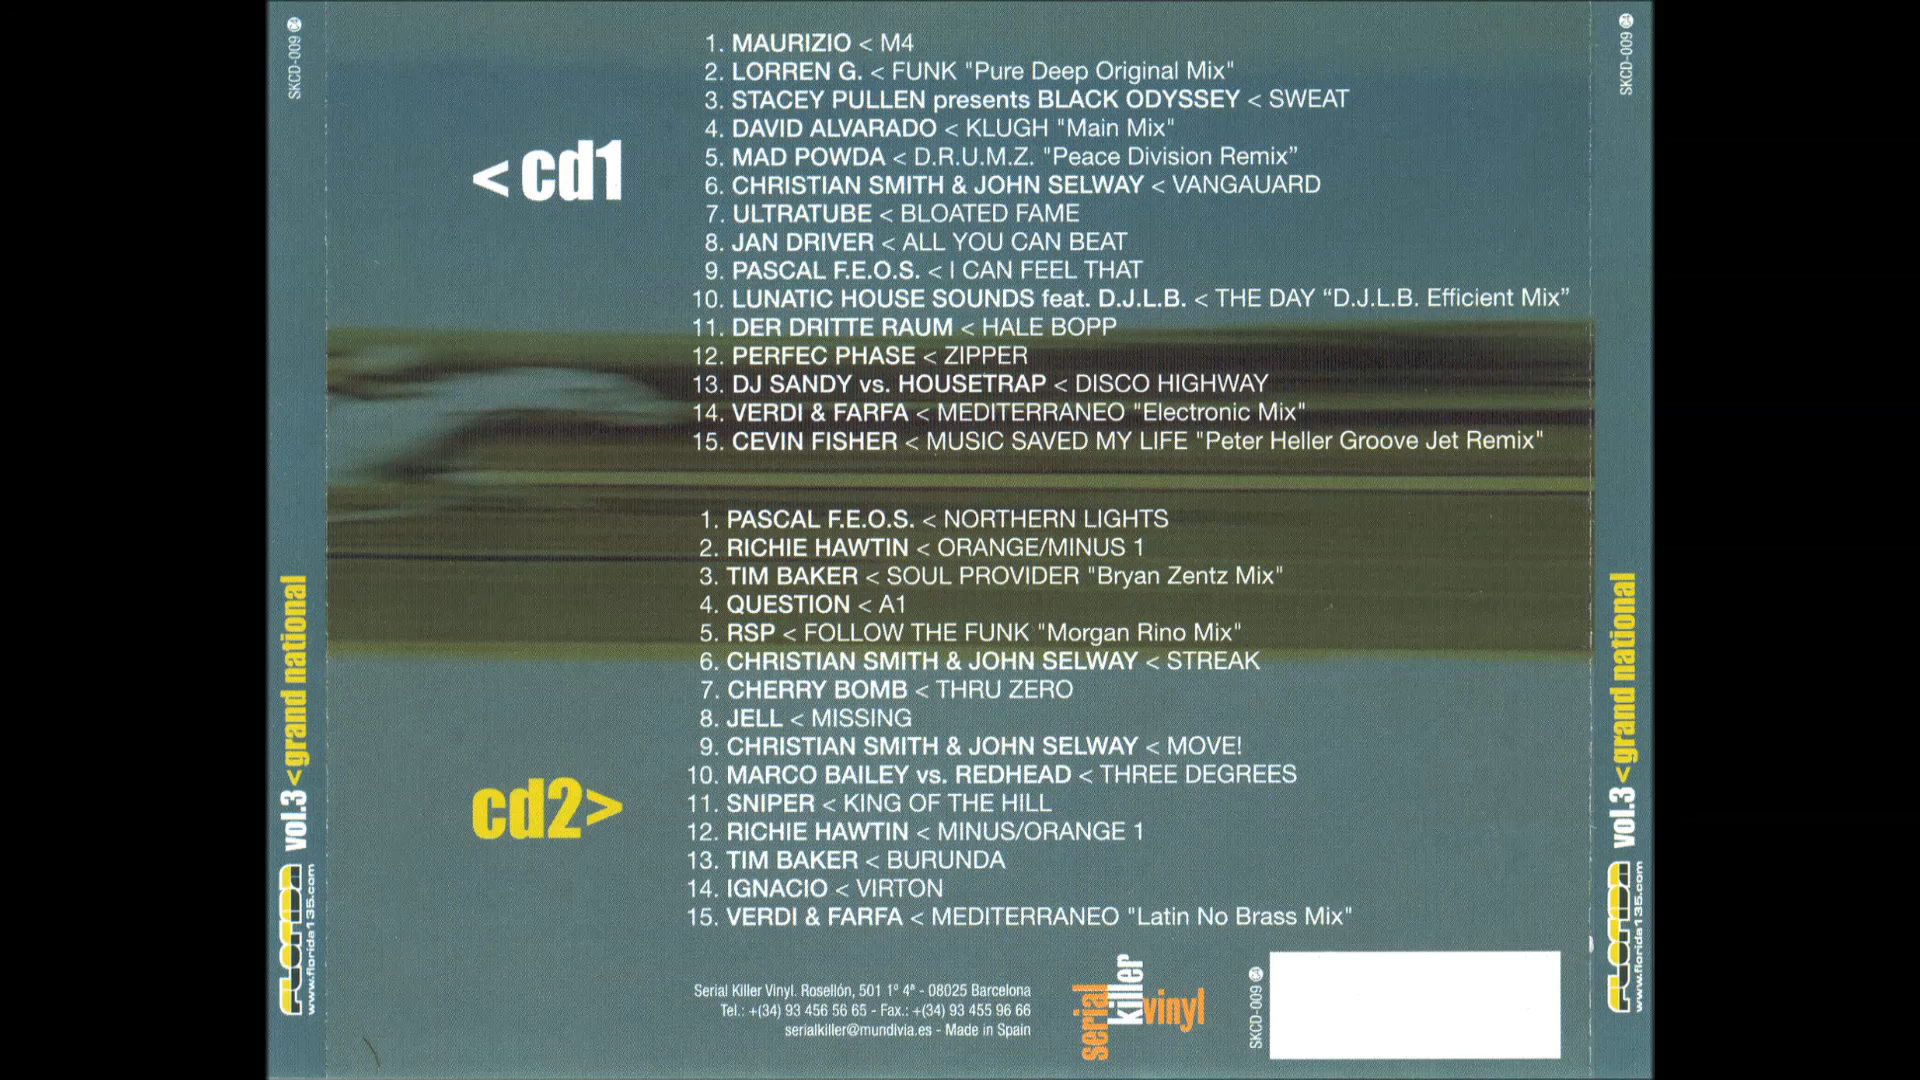 SKCD-009
1. MAURIZIO < M4
2. LORREN G. < FUNK "Pure Deep Original Mix"
3. STACEY PULLEN presents BLACK ODYSSEY < SWEAT
4. DAVID ALVARADO < KLUGH "Main Mix"
5. MAD POWDA < D.R.U.M.Z. "Peace Division Remix”
6. CHRISTIAN SMITH & JOHN SELWAY < VANGAUARD
7. ULTRATUBE < BLOATED FAME
8. JAN DRIVER < ALL YOU CAN BEAT
9. PASCAL F.E.O.S. < I CAN FEEL THAT
10. LUNATIC HOUSE SOUNDS feat. D.J.L.B. < THE DAY “D.J.L.B. Efficient Mix”
11. DER DRITTE RAUM < HALE BOPP
12. PERFEC PHASE < ZIPPER
13. DJ SANDY vs. HOUSETRAP < DISCO HIGHWAY
14. VERDI & FARFA < MEDITERRANEO "Electronic Mix"
15. CEVIN FISHER < MUSIC SAVED MY LIFE "Peter Heller Groove Jet Remix"
< cd1
1. PASCAL F.E.O.S. < NORTHERN LIGHTS
2. RICHIE HAWTIN < ORANGE/MINUS 1
3. TIM BAKER < SOUL PROVIDER "Bryan Zentz Mix"
4. QUESTION < A1
5. RSP < FOLLOW THE FUNK "Morgan Rino Mix"
6. CHRISTIAN SMITH & JOHN SELWAY < STREAK
7. CHERRY BOMB < THRU ZERO
8. JELL < MISSING
9. CHRISTIAN SMITH & JOHN SELWAY < MOVE!
10. MARCO BAILEY vs. REDHEAD < THREE DEGREES
11. SNIPER < KING OF THE HILL
12. RICHIE HAWTIN < MINUS/ORANGE 1
13. TIM BAKER < BURUNDA
14. IGNACIO < VIRTON
15. VERDI & FARFA < MEDITERRANEO "Latin No Brass Mix"
cd2>
Serial Killer Vinyl. Rosellón, 501 1º 4ª - 08025 Barcelona
Tel.: +(34) 93 456 56 65 - Fax.: +(34) 93 455 96 66
serialkiller@mundivia.es - Made in Spain
serial killer vinyl
SKCD-009
FLORIDA vol.3 < grand national
www.florida135.com
SKCD-009
FLORIDA vol.3 < grand national
www.florida135.com